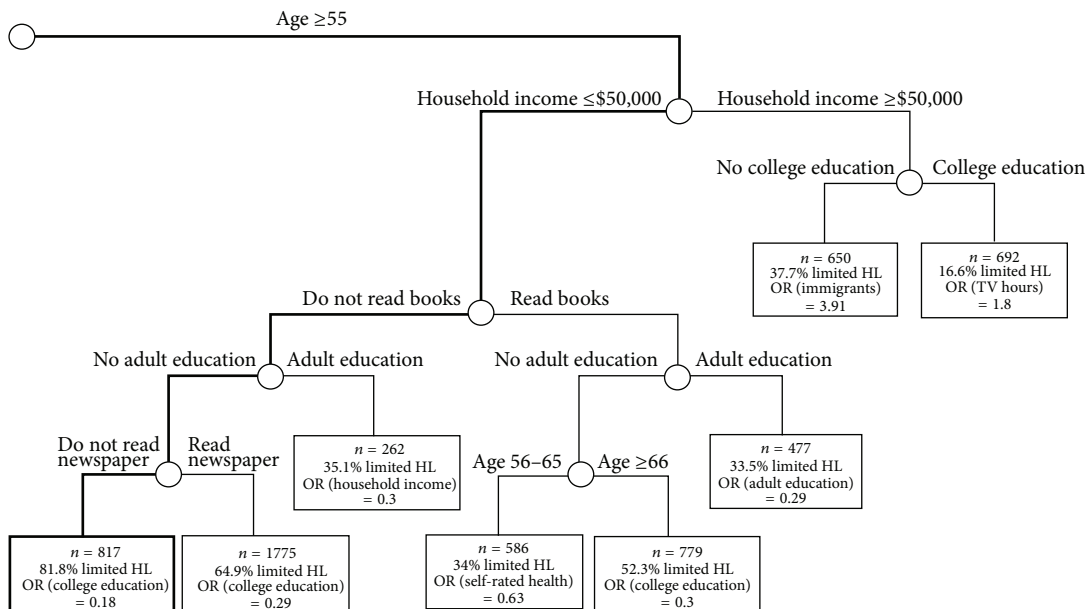 Age ≥55
Household income ≤$50,000
Household income ≥$50,000
No college education
College education
n = 650
37.7% limited HL
OR (immigrants)
= 3.91
n = 692
16.6% limited HL
OR (TV hours)
= 1.8
Do not read books
Read books
No adult education
Adult education
No adult education
Adult education
Do not read
newspaper
Read
newspaper
n = 262
35.1% limited HL
OR (household income)
= 0.3
Age 56–65
Age ≥66
n = 477
33.5% limited HL
OR (adult education)
= 0.29
n = 817
81.8% limited HL
OR (college education)
= 0.18
n = 1775
64.9% limited HL
OR (college education)
= 0.29
n = 586
34% limited HL
OR (self-rated health)
= 0.63
n = 779
52.3% limited HL
OR (college education)
= 0.3